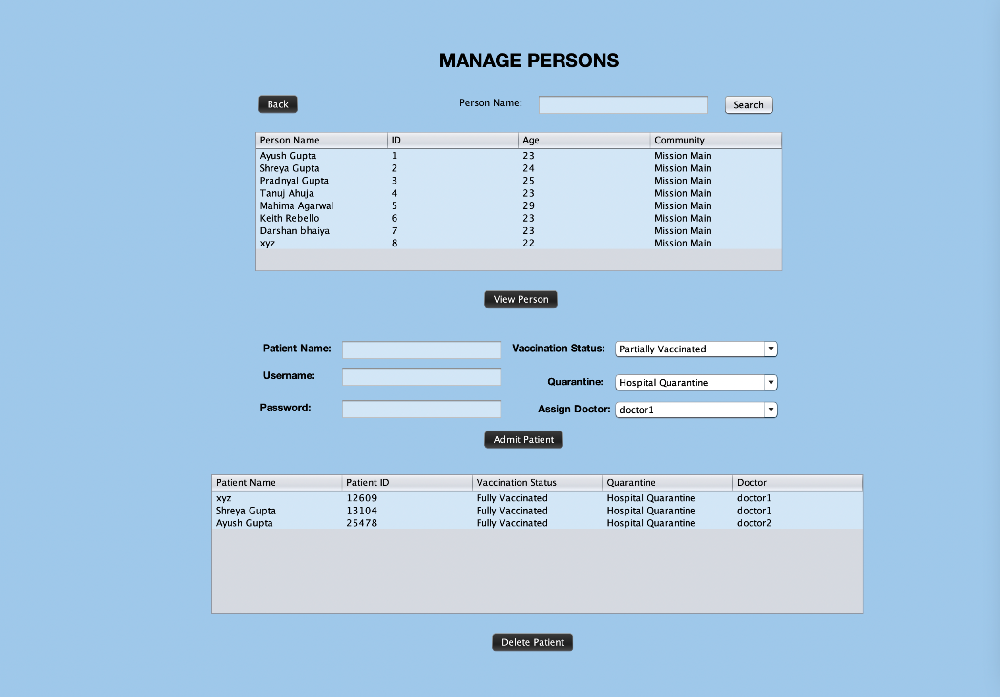 MANAGE PERSONS
Back Person Name: Search
Person Name ID Age Community
Ayush Gupta 1 23 Mission Main
Shreya Gupta 2 24 Mission Main
Pradnyal Gupta 3 25 Mission Main
Tanuj Ahuja 4 23 Mission Main
Mahima Agarwal 5 29 Mission Main
Keith Rebello 6 23 Mission Main
Darshan bhaiya 7 23 Mission Main
xyz 8 22 Mission Main
View Person
Patient Name: Vaccination Status: Partially Vaccinated
Username: Quarantine: Hospital Quarantine
Password: Assign Doctor: doctor1
Admit Patient
Patient Name Patient ID Vaccination Status Quarantine Doctor
xyz 12609 Fully Vaccinated Hospital Quarantine doctor1
Shreya Gupta 13104 Fully Vaccinated Hospital Quarantine doctor1
Ayush Gupta 25478 Fully Vaccinated Hospital Quarantine doctor2
Delete Patient